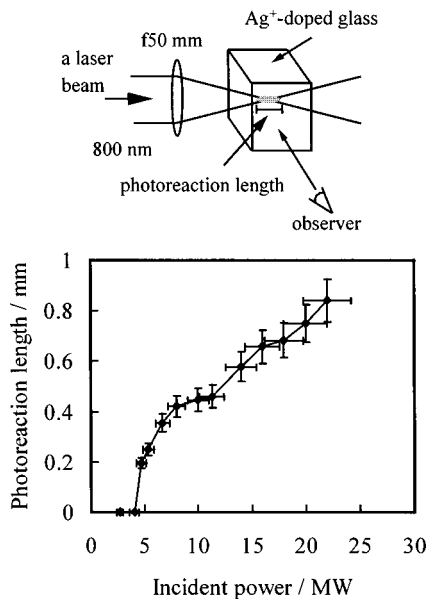 Ag⁺-doped glass
f50 mm
a laser
beam
800 nm
photoreaction length
observer
Photoreaction length / mm
1
0.8
0.6
0.4
0.2
0
0 5 10 15 20 25 30
Incident power / MW